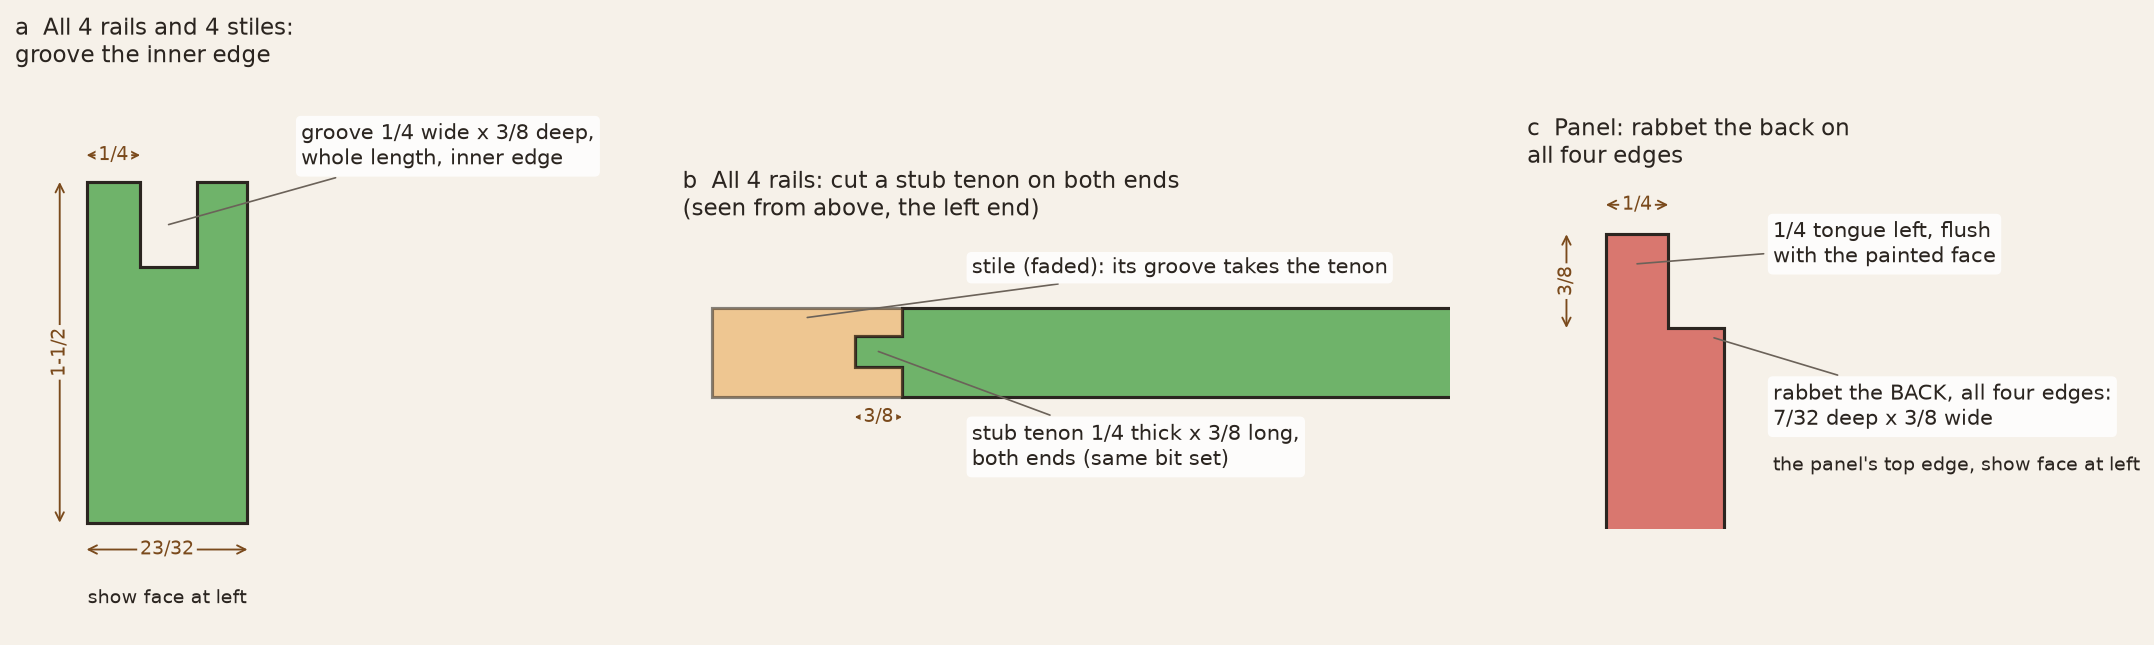 a  All 4 rails and 4 stiles:
groove the inner edge
groove 1/4 wide x 3/8 deep,
whole length, inner edge
1/4
1-1/2
23/32
show face at left
b  All 4 rails: cut a stub tenon on both ends
(seen from above, the left end)
stile (faded): its groove takes the tenon
3/8
stub tenon 1/4 thick x 3/8 long,
both ends (same bit set)
c  Panel: rabbet the back on
all four edges
1/4
1/4 tongue left, flush
with the painted face
3/8
rabbet the BACK, all four edges:
7/32 deep x 3/8 wide
the panel's top edge, show face at left